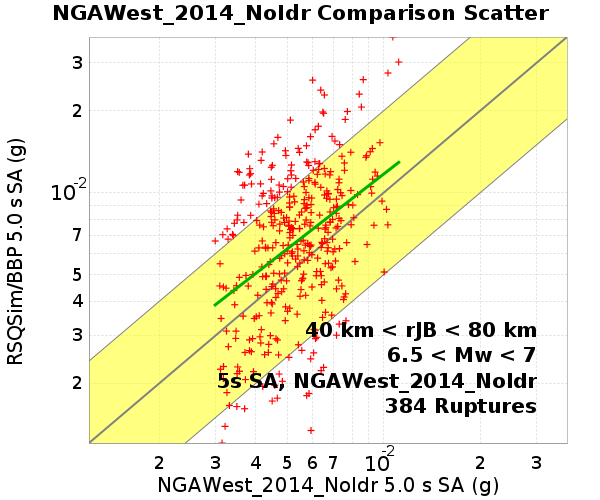 NGAWest_2014_NoIdr Comparison Scatter
RSQSim/BBP 5.0 s SA (g)
3
2
10-2
7
5
4
3
2
40 km < rJB < 80 km
6.5 < Mw < 7
5s SA, NGAWest_2014_NoIdr
384 Ruptures
2 3 4 5 6 7 10-2 2 3
NGAWest_2014_NoIdr 5.0 s SA (g)